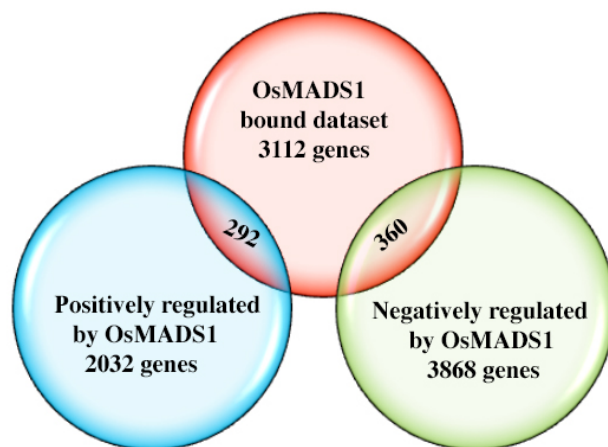 OsMADS1
bound dataset
3112 genes
292
360
Positively regulated
by OsMADS1
2032 genes
Negatively regulated
by OsMADS1
3868 genes